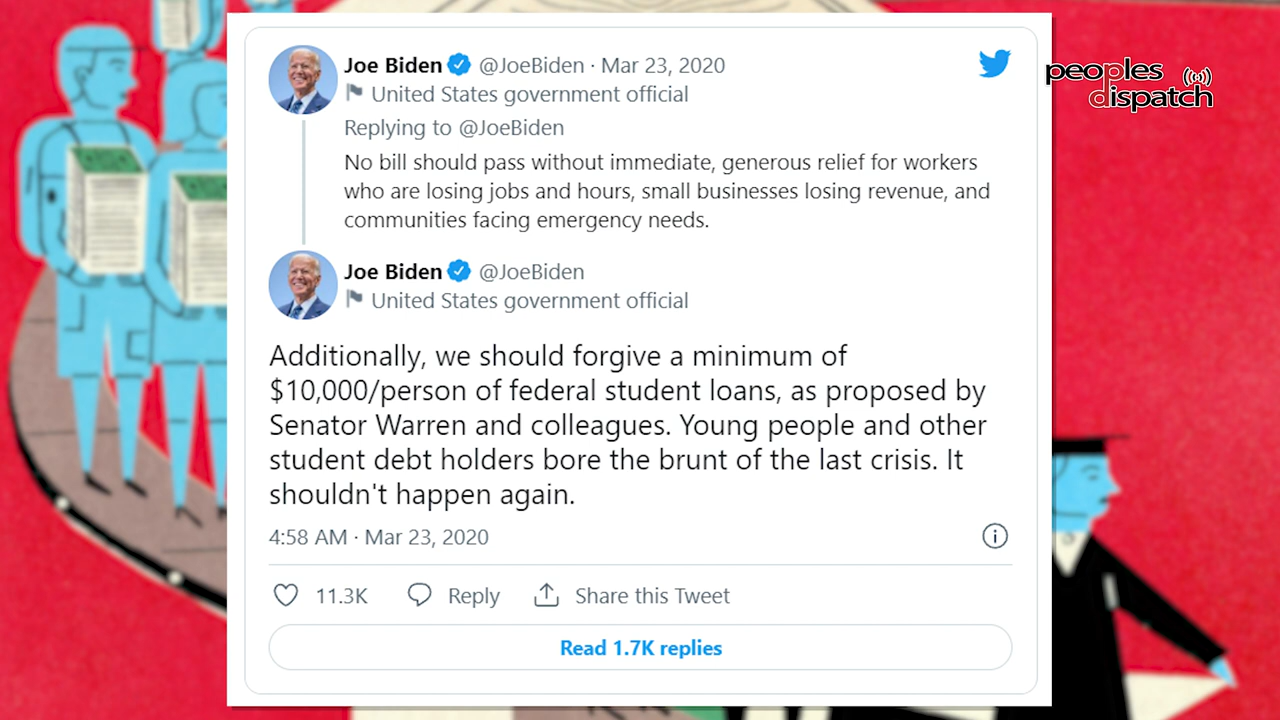 Joe Biden @JoeBiden · Mar 23, 2020
United States government official
Replying to @JoeBiden
No bill should pass without immediate, generous relief for workers
who are losing jobs and hours, small businesses losing revenue, and
communities facing emergency needs.
Joe Biden @JoeBiden
United States government official
Additionally, we should forgive a minimum of
$10,000/person of federal student loans, as proposed by
Senator Warren and colleagues. Young people and other
student debt holders bore the brunt of the last crisis. It
shouldn't happen again.
4:58 AM · Mar 23, 2020
11.3K Reply Share this Tweet
Read 1.7K replies
peoples
dispatch